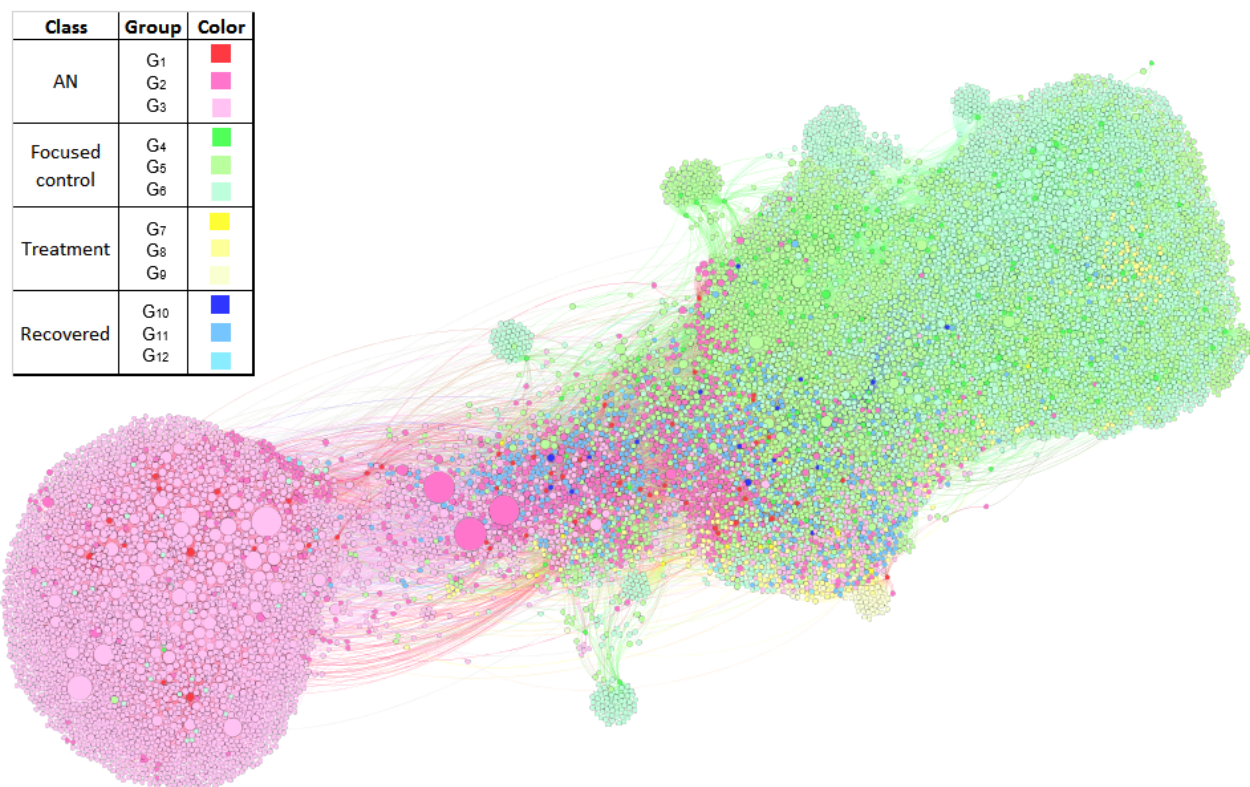 Class Group Color
AN
G1
G2
G3
Focused control
G4
G5
G6
Treatment
G7
G8
G9
Recovered
G10
G11
G12